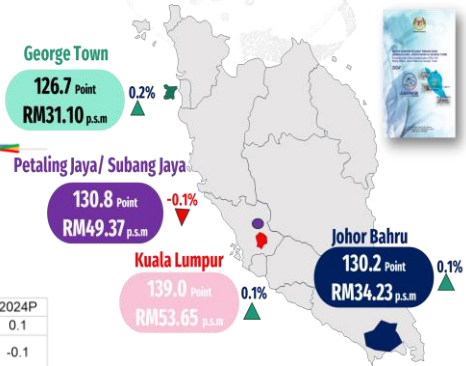 George Town
126.7 Point
RM31.10 p.s.m
0.2%
Petaling Jaya/ Subang Jaya
130.8 Point
RM49.37 p.s.m
-0.1%
Kuala Lumpur
139.0 Point
RM53.65 p.s.m
0.1%
Johor Bahru
130.2 Point
RM34.23 p.s.m
0.1%
2024P
0.1
-0.1